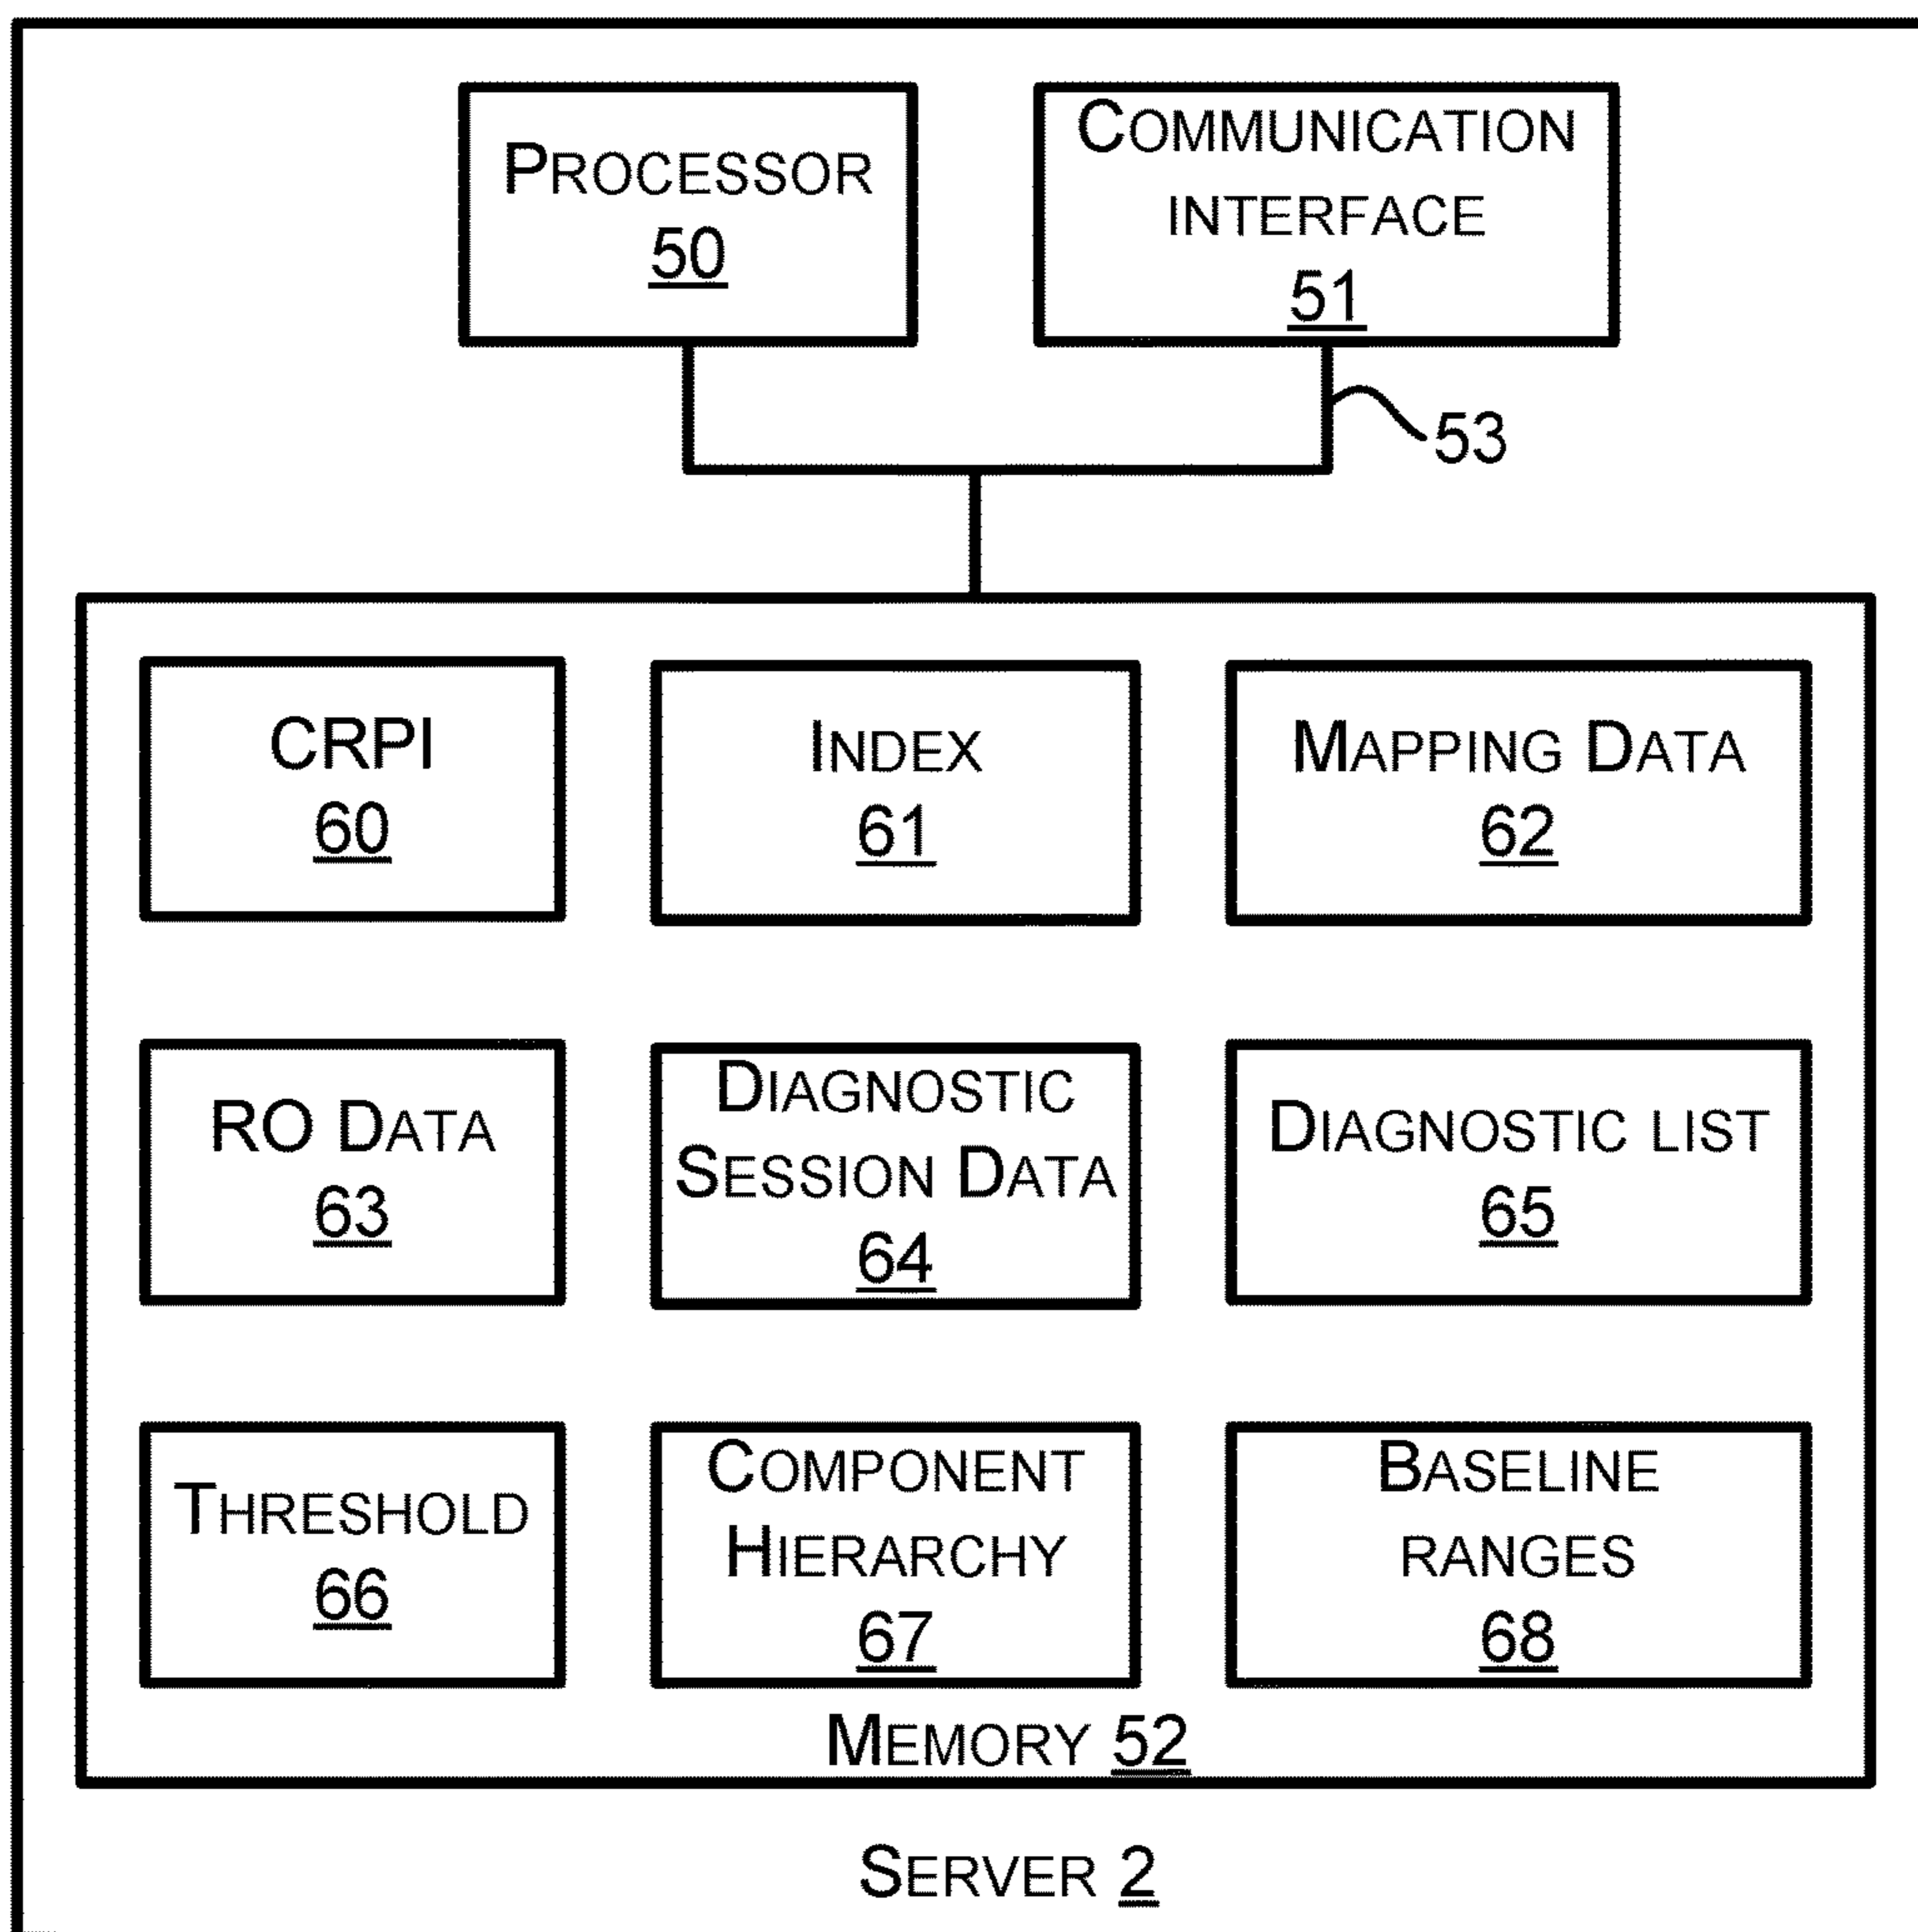 PROCESSOR
50
COMMUNICATION
INTERFACE
51
53
CRPI
60
INDEX
61
MAPPING DATA
62
RO DATA
63
DIAGNOSTIC
SESSION DATA
64
DIAGNOSTIC LIST
65
THRESHOLD
66
COMPONENT
HIERARCHY
67
BASELINE
RANGES
68
MEMORY 52
SERVER 2